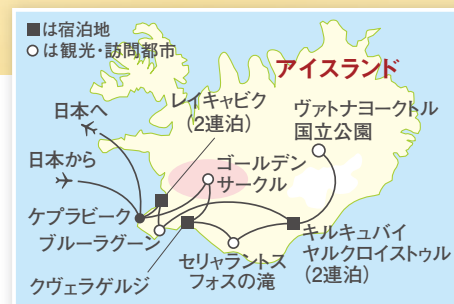 ■は宿泊地
○は観光・訪問都市
アイスランド
レイキャビク
(2連泊)
ヴァトナヨークトル
国立公園
日本へ
日本から
ゴールデン
サークル
ケプラビーク
ブルーラグーン
クヴェラゲルジ
セリャラントス
フォスの滝
キルキュバイ
ヤルクロイストゥル
(2連泊)